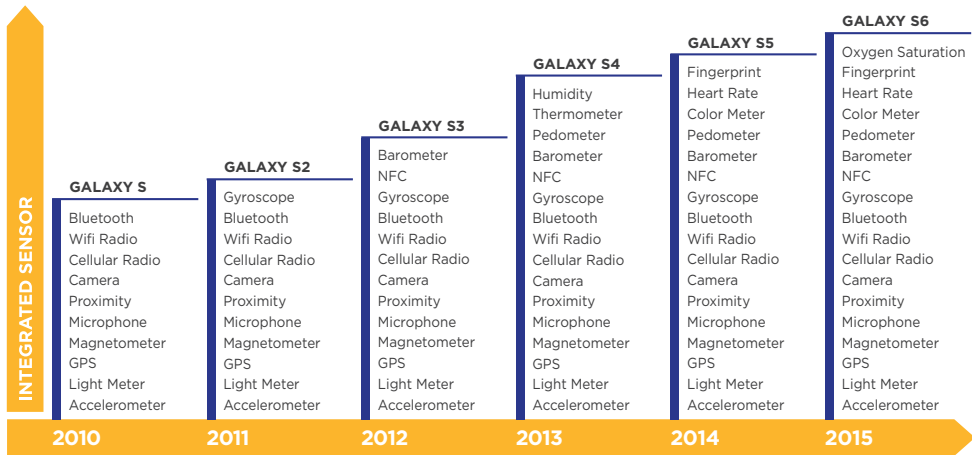 INTEGRATED SENSOR
GALAXY S
Bluetooth
Wifi Radio
Cellular Radio
Camera
Proximity
Microphone
Magnetometer
GPS
Light Meter
Accelerometer
2010
GALAXY S2
Gyroscope
Bluetooth
Wifi Radio
Cellular Radio
Camera
Proximity
Microphone
Magnetometer
GPS
Light Meter
Accelerometer
2011
GALAXY S3
Barometer
NFC
Gyroscope
Bluetooth
Wifi Radio
Cellular Radio
Camera
Proximity
Microphone
Magnetometer
GPS
Light Meter
Accelerometer
2012
GALAXY S4
Humidity
Thermometer
Pedometer
Barometer
NFC
Gyroscope
Bluetooth
Wifi Radio
Cellular Radio
Camera
Proximity
Microphone
Magnetometer
GPS
Light Meter
Accelerometer
2013
GALAXY S5
Fingerprint
Heart Rate
Color Meter
Pedometer
Barometer
NFC
Gyroscope
Bluetooth
Wifi Radio
Cellular Radio
Camera
Proximity
Microphone
Magnetometer
GPS
Light Meter
Accelerometer
2014
GALAXY S6
Oxygen Saturation
Fingerprint
Heart Rate
Color Meter
Pedometer
Barometer
NFC
Gyroscope
Bluetooth
Wifi Radio
Cellular Radio
Camera
Proximity
Microphone
Magnetometer
GPS
Light Meter
Accelerometer
2015